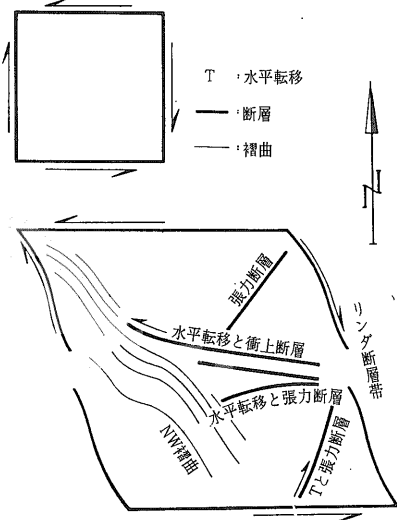 T :水平転移
:断層
:褶曲
N
張力断層
水平転移と衝上断層
リンダ断層帯
水平転移と張力断層
NW褶曲
Tと張力断層